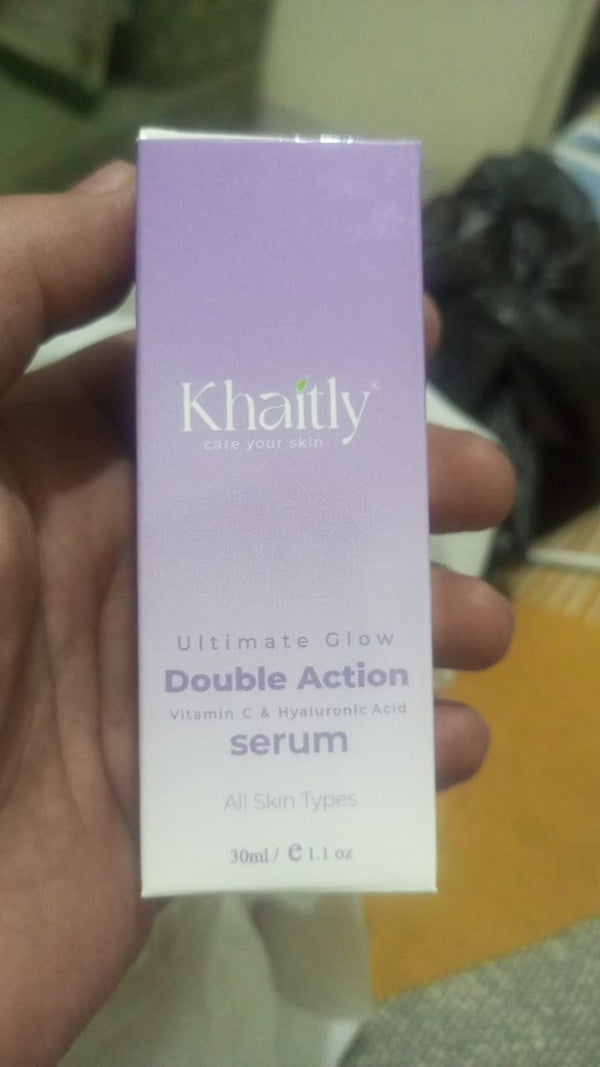 Khaitly®
care your skin
Ultimate Glow
Double Action
Vitamin C & Hyaluronic Acid
serum
All Skin Types
30ml / ℮ 1.1 oz